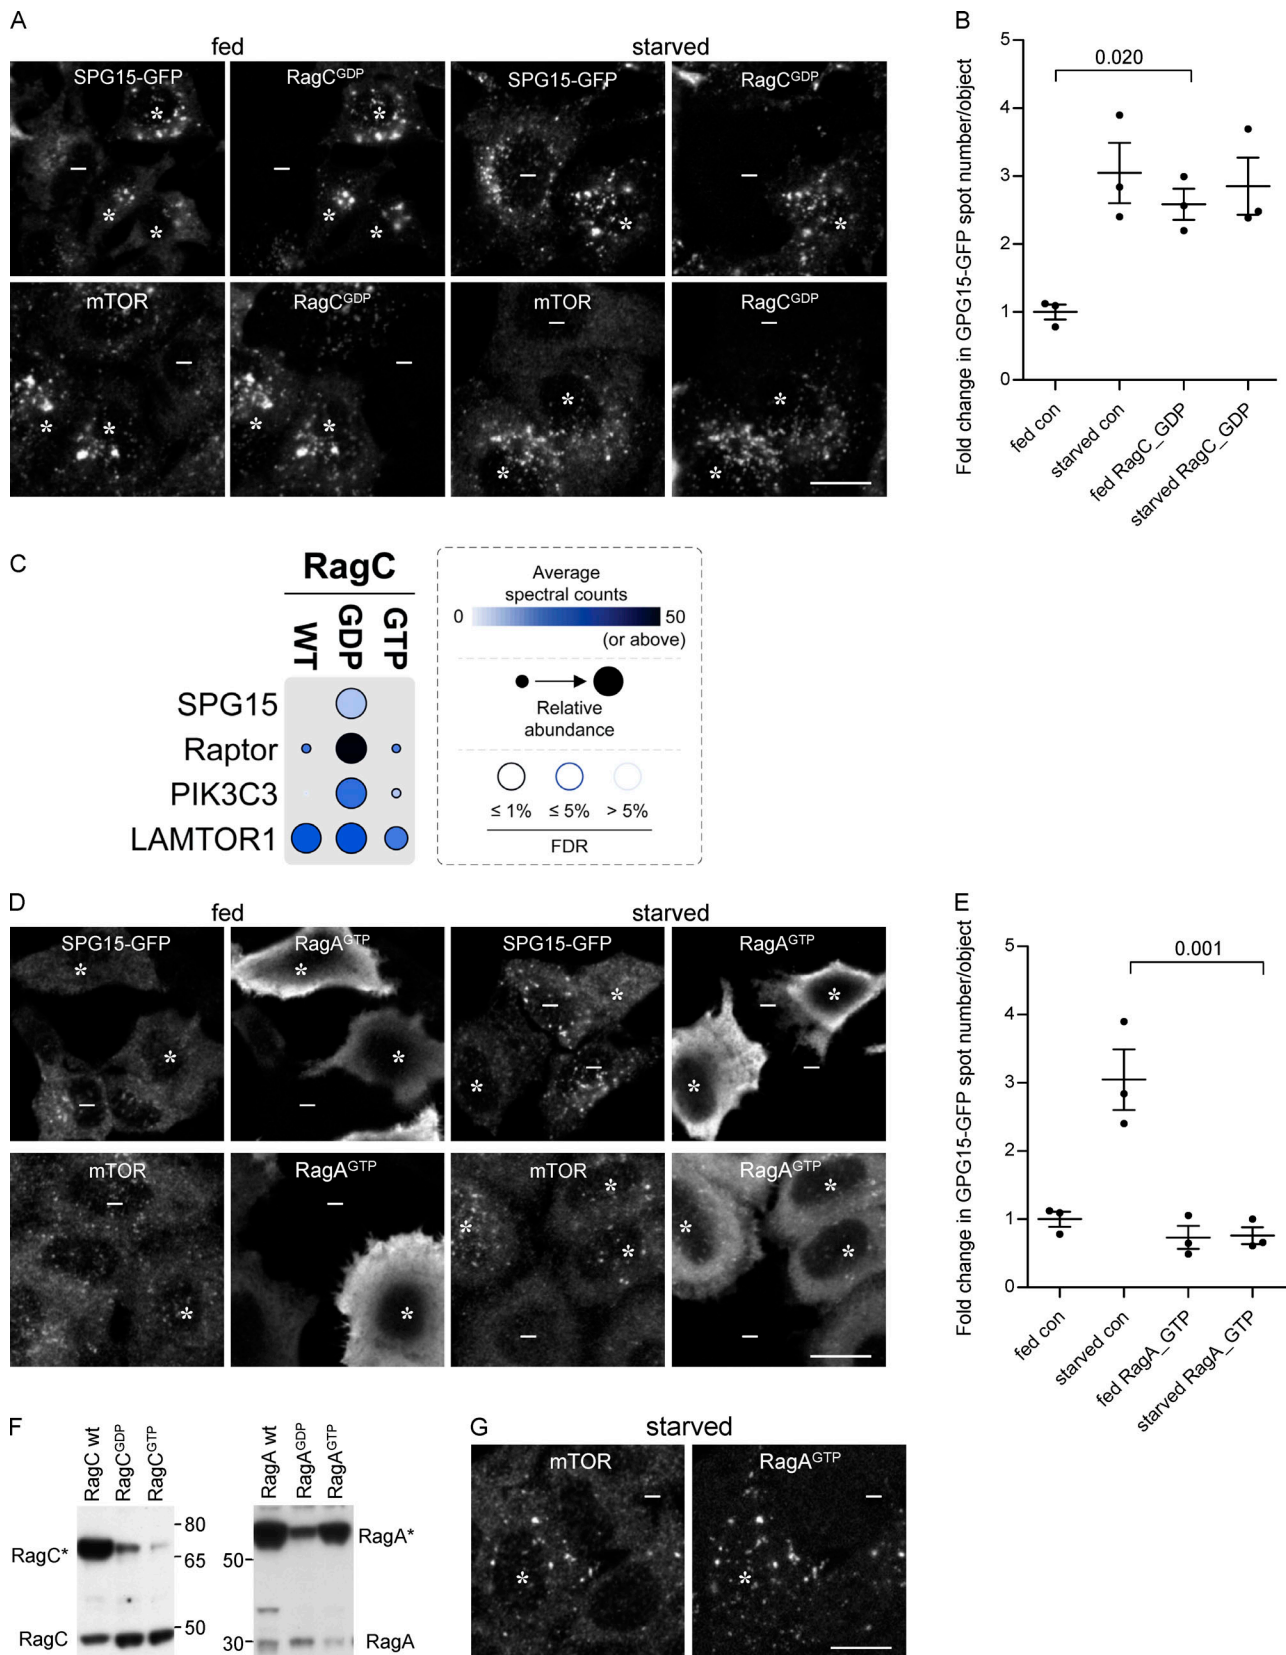 A
fed
starved
SPG15-GFP
RagC^GDP
SPG15-GFP
RagC^GDP
*
*
*
*
*
*
*
*
mTOR
RagC^GDP
mTOR
RagC^GDP
*
*
*
*
*
*
*
*
B
Fold change in GPG15-GFP spot number/object
5
4
3
2
1
0
0.020
fed con
starved con
fed RagC_GDP
starved RagC_GDP
C
RagC
WT
GDP
GTP
SPG15
Raptor
PIK3C3
LAMTOR1
Average
spectral counts
0
50
(or above)
Relative
abundance
≤ 1%
≤ 5%
> 5%
FDR
D
fed
starved
SPG15-GFP
RagA^GTP
SPG15-GFP
RagA^GTP
*
*
*
*
*
*
*
*
mTOR
RagA^GTP
mTOR
RagA^GTP
*
*
*
*
*
*
*
*
E
Fold change in GPG15-GFP spot number/object
5
4
3
2
1
0
0.001
fed con
starved con
fed RagA_GTP
starved RagA_GTP
F
RagC wt
RagC^GDP
RagC^GTP
RagC*
RagC
80
65
50
RagA wt
RagA^GDP
RagA^GTP
50
30
RagA*
RagA
G
starved
mTOR
RagA^GTP
*
*